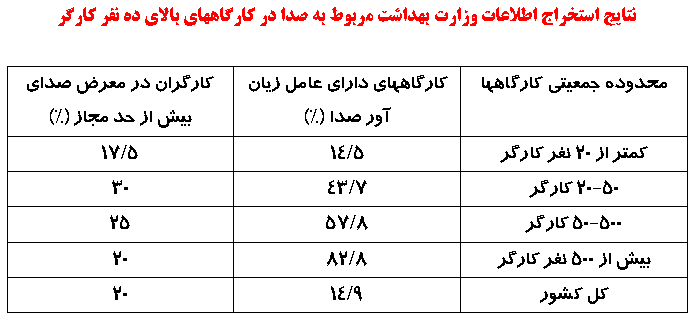 نتایج استخراج اطلاعات وزارت بهداشت مربوط به صدا در کارگاههای بالای ده نفر کارگر
محدوده جمعیتی کارگاهها | کارگاههای دارای عامل زیان آور صدا (%) | کارگران در معرض صدای بیش از حد مجاز (%)
کمتر از ۲۰ نفر کارگر | ۱۴/۵ | ۱۷/۵
۲۰-۵۰ کارگر | ۴۳/۷ | ۳۰
۵۰-۵۰۰ کارگر | ۵۷/۸ | ۲۵
بیش از ۵۰۰ نفر کارگر | ۸۲/۸ | ۲۰
کل کشور | ۱۴/۹ | ۲۰